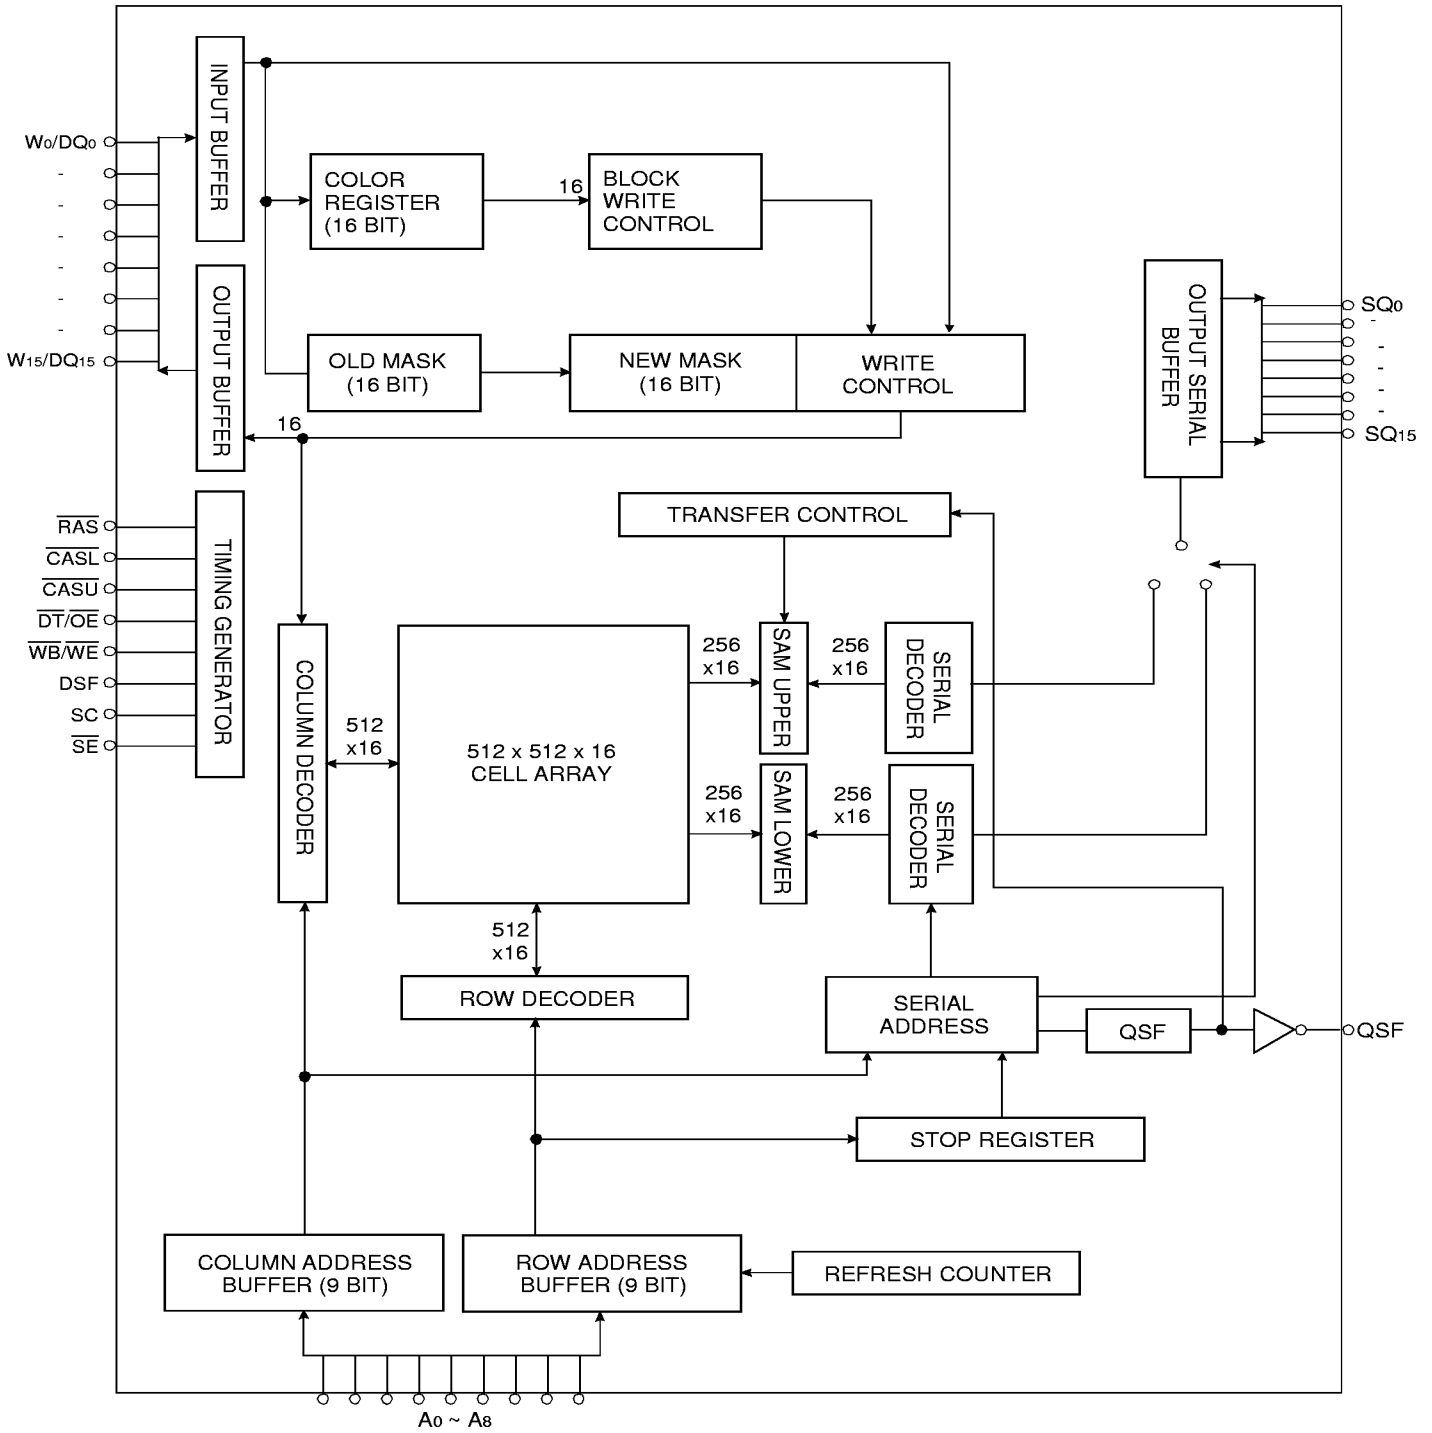 INPUT BUFFER
W0/DQ0
-
-
-
-
-
-
W15/DQ15
COLOR
REGISTER
(16 BIT)
16
BLOCK
WRITE
CONTROL
OUTPUT BUFFER
OLD MASK
(16 BIT)
NEW MASK
(16 BIT)
WRITE
CONTROL
16
OUTPUT SERIAL
BUFFER
SQ0
-
-
-
-
-
SQ15
RAS
CASL
CASU
DT/OE
WB/WE
DSF
SC
SE
TIMING GENERATOR
TRANSFER CONTROL
COLUMN DECODER
512
x16
512 x 512 x 16
CELL ARRAY
256
x16
SAM UPPER
256
x16
SERIAL
DECODER
256
x16
SAM LOWER
256
x16
SERIAL
DECODER
512
x16
ROW DECODER
SERIAL
ADDRESS
QSF
QSF
STOP REGISTER
COLUMN ADDRESS
BUFFER (9 BIT)
ROW ADDRESS
BUFFER (9 BIT)
REFRESH COUNTER
A0 ~ A8